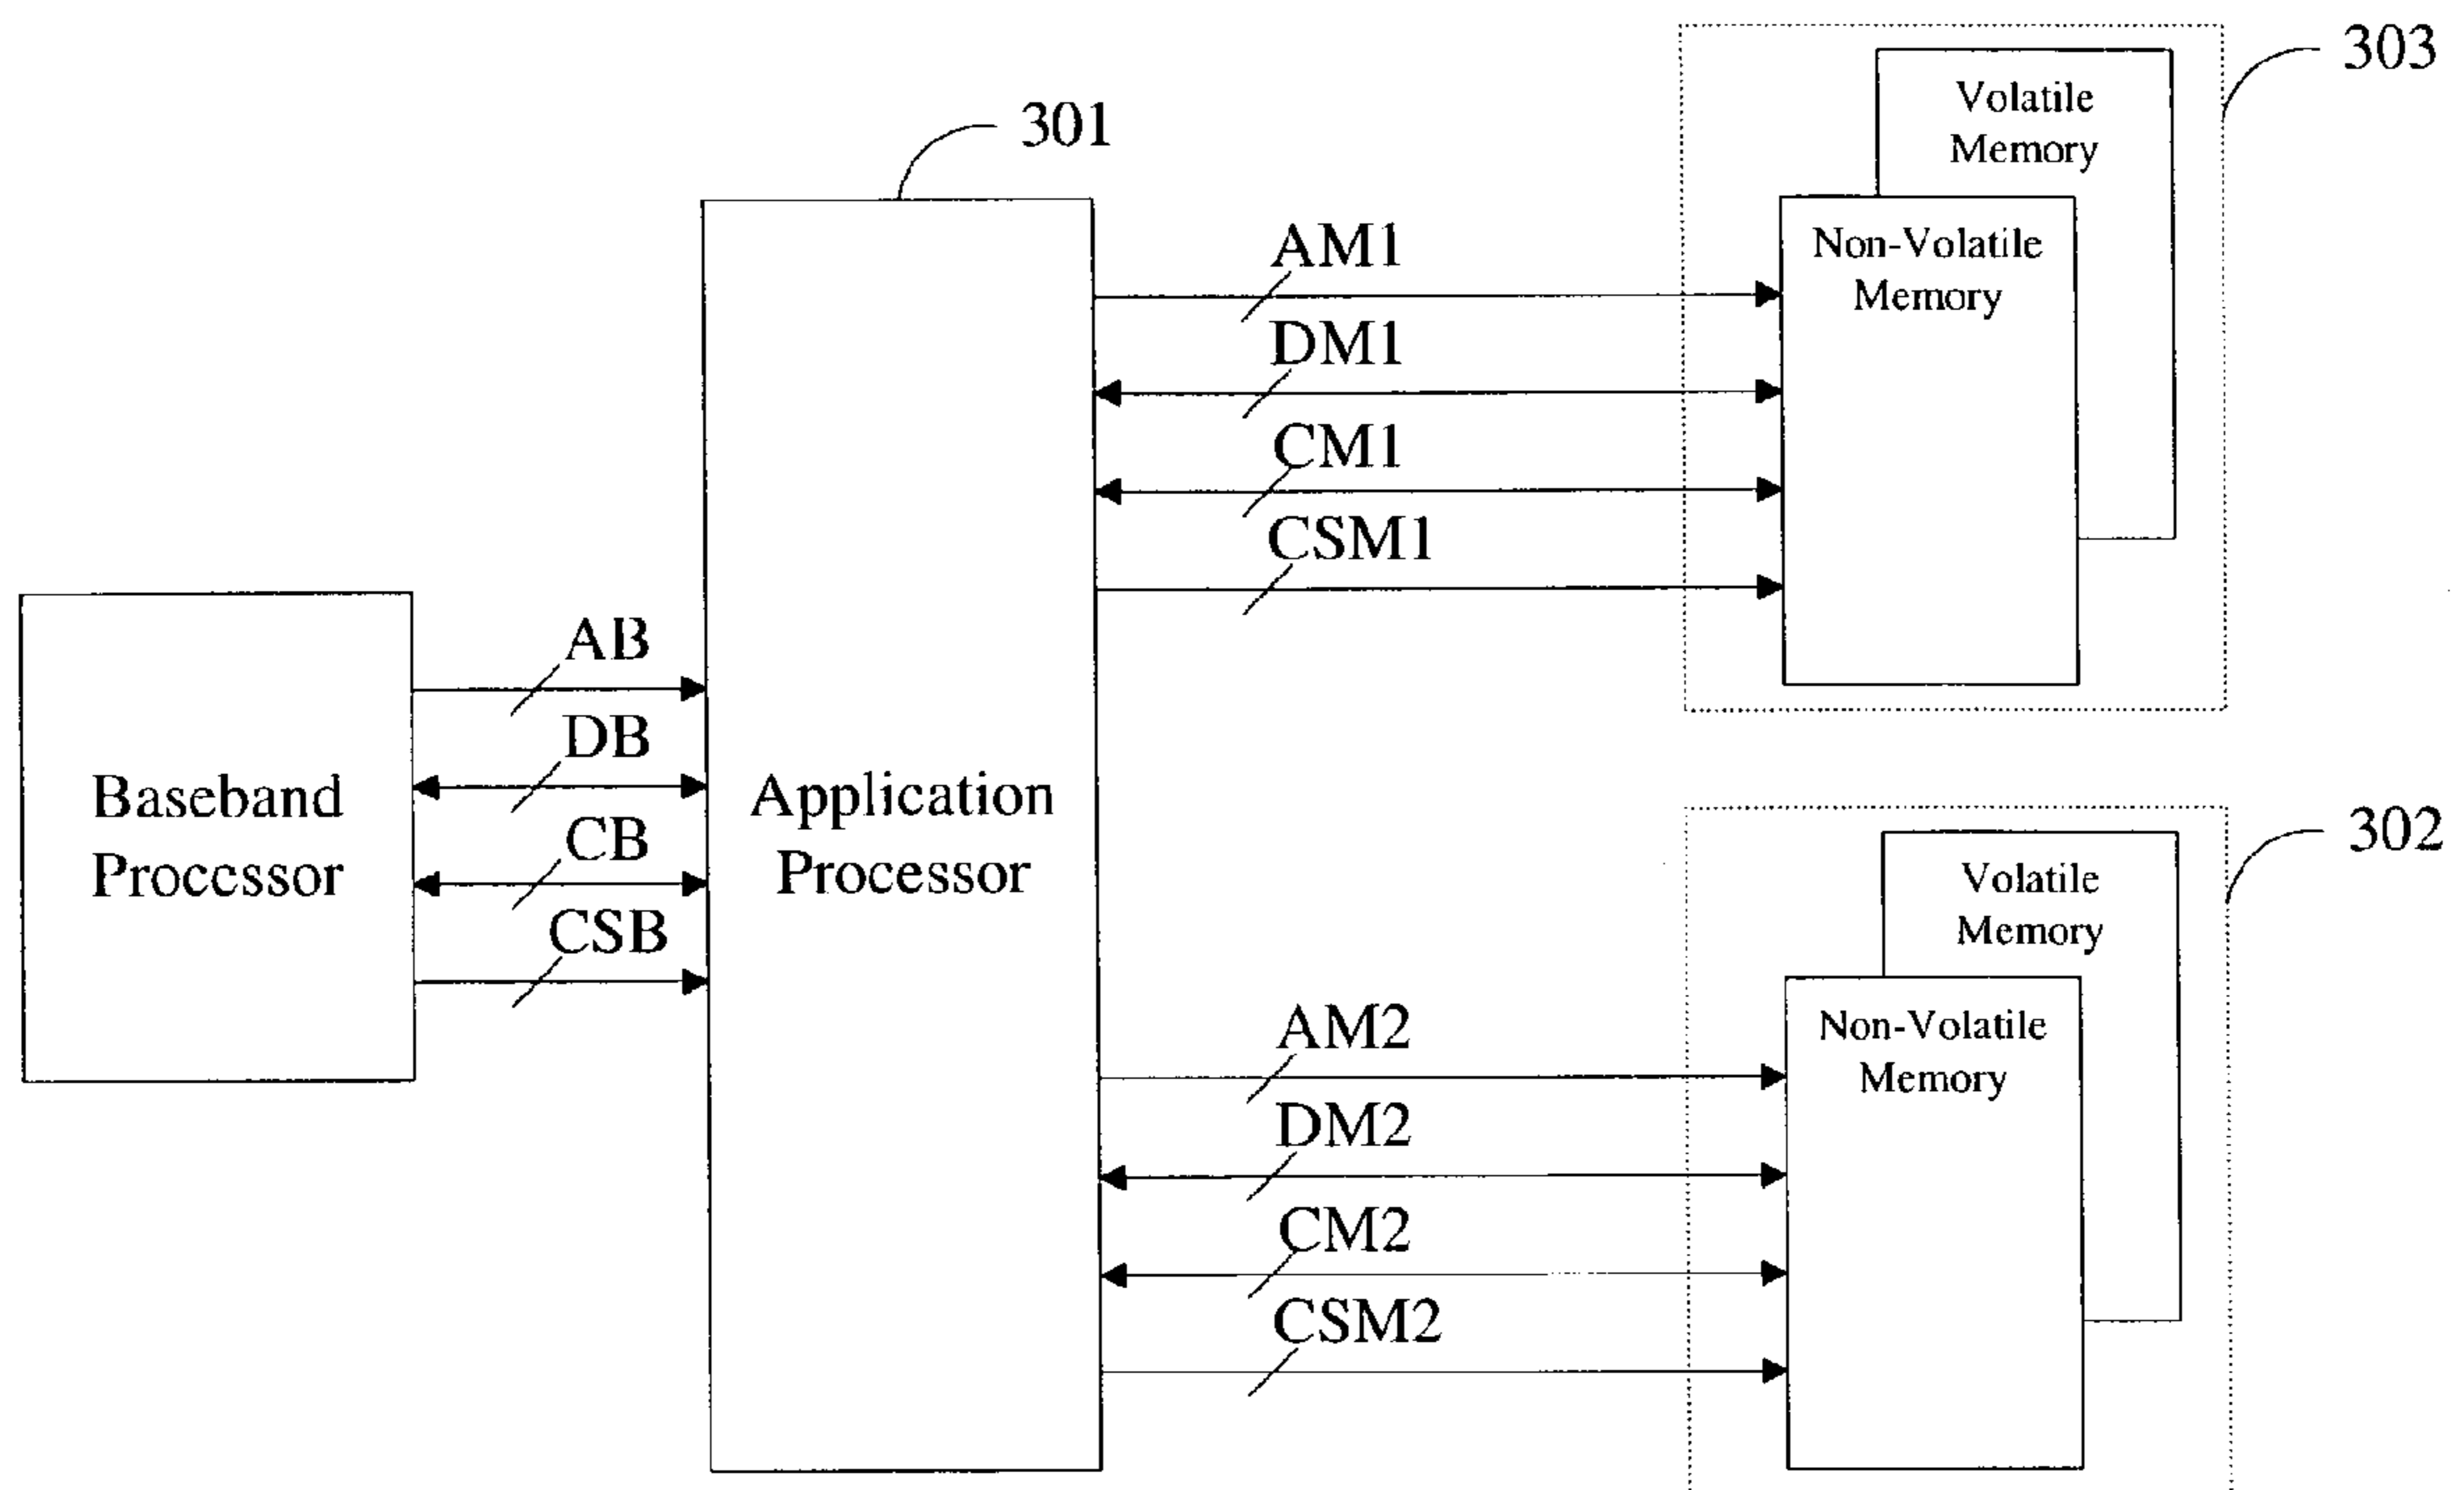 303
Volatile
Memory
301
Non-Volatile
Memory
AM1
DM1
CM1
CSM1
AB
DB
CB
CSB
Baseband
Processor
Application
Processor
302
Volatile
Memory
Non-Volatile
Memory
AM2
DM2
CM2
CSM2